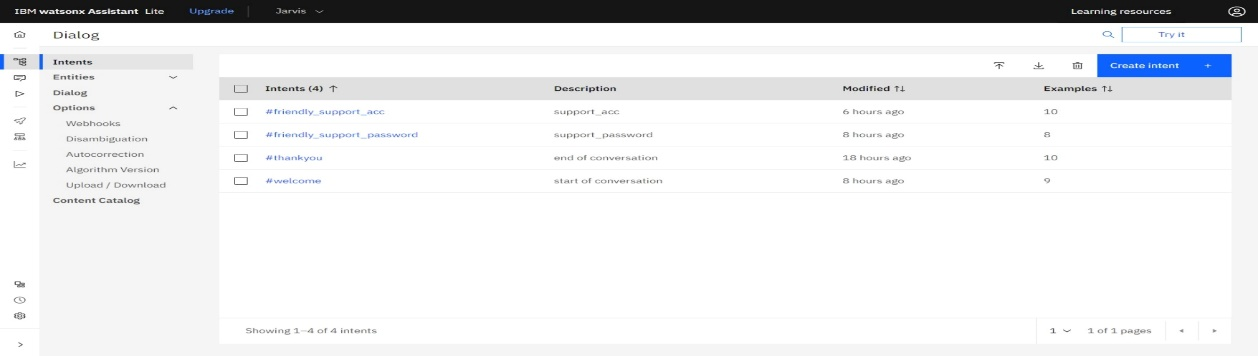 IBM watsonx Assistant Lite Upgrade Jarvis Learning resources
Dialog Try it
Intents
Entities
Dialog
Options
Webhooks
Disambiguation
Autocorrection
Algorithm Version
Upload / Download
Content Catalog
Create intent +
Intents (4) ↑ Description Modified ↑↓ Examples ↑↓
#friendly_support_acc support_acc 6 hours ago 10
#friendly_support_password support_password 8 hours ago 8
#thankyou end of conversation 18 hours ago 10
#welcome start of conversation 8 hours ago 9
Showing 1–4 of 4 intents 1 1 of 1 pages